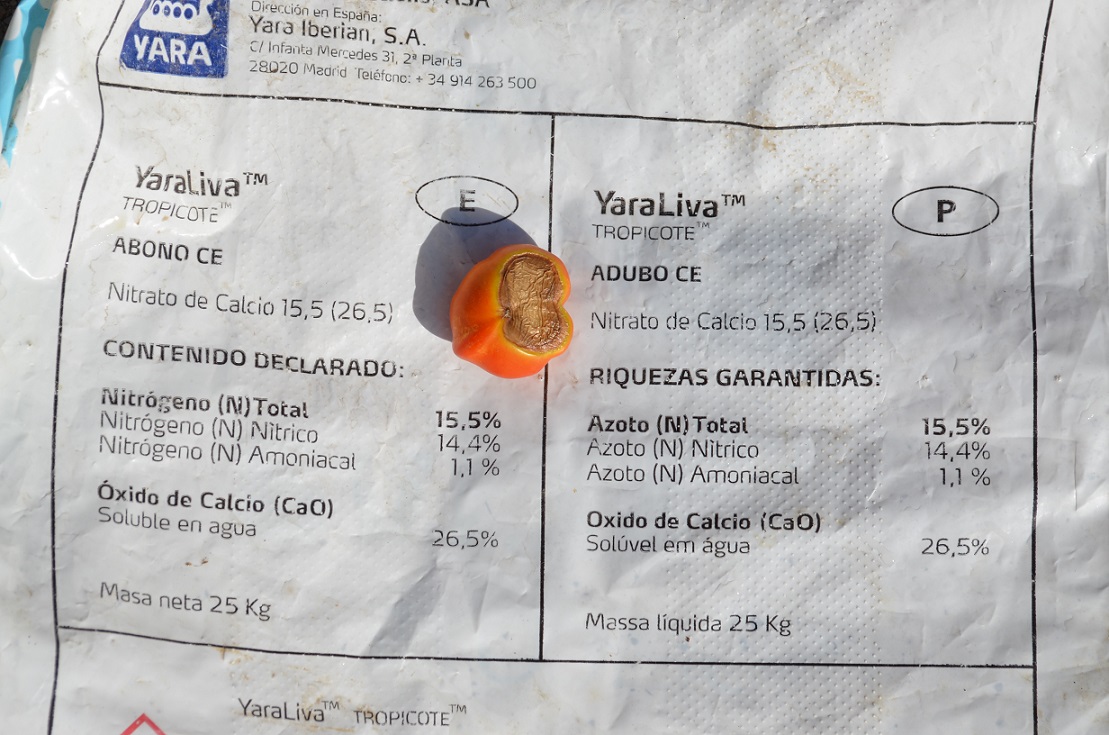 Dirección en España:
YARA
Yara Iberian, S.A.
C/ Infanta Mercedes 31, 2ª Planta
28020 Madrid Teléfono: + 34 914 263 500
YaraLiva™
TROPICOTE™
E
ABONO CE
Nitrato de Calcio 15,5 (26,5)
CONTENIDO DECLARADO:
Nitrógeno (N) Total 15,5%
Nitrógeno (N) Nítrico 14,4%
Nitrógeno (N) Amoniacal 1,1 %
Óxido de Calcio (CaO)
Soluble en agua 26,5%
Masa neta 25 Kg
YaraLiva™
TROPICOTE™
P
ADUBO CE
Nitrato de Calcio 15,5 (26,5)
RIQUEZAS GARANTIDAS:
Azoto (N) Total 15,5%
Azoto (N) Nìtrico 14,4%
Azoto (N) Amoniacal 1,1 %
Oxido de Calcio (CaO)
Solúvel em água 26,5%
Massa líquida 25 Kg
YaraLiva™ TROPICOTE™